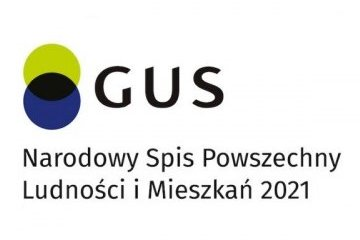 GUS
Narodowy Spis Powszechny
Ludności i Mieszkań 2021